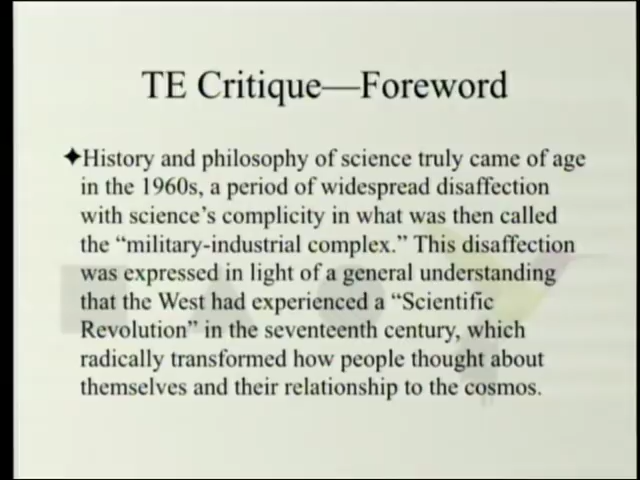 TE Critique—Foreword
✦History and philosophy of science truly came of age
in the 1960s, a period of widespread disaffection
with science’s complicity in what was then called
the “military-industrial complex.” This disaffection
was expressed in light of a general understanding
that the West had experienced a “Scientific
Revolution” in the seventeenth century, which
radically transformed how people thought about
themselves and their relationship to the cosmos.